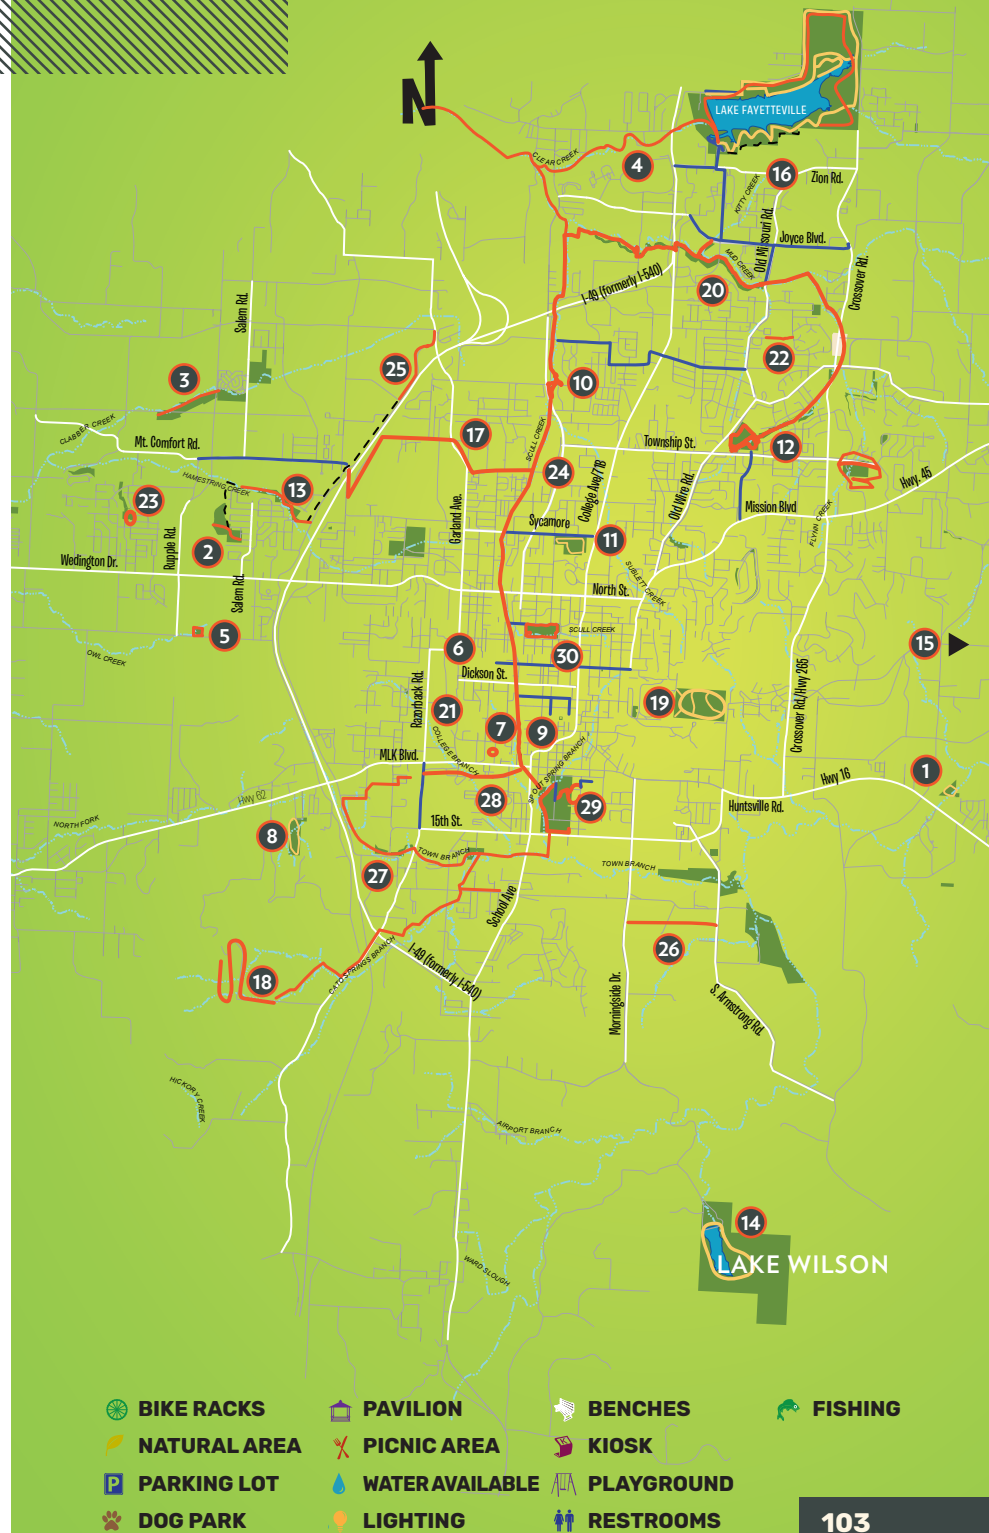 N
LAKE FAYETTEVILLE
CLEAR CREEK
4
16
Zion Rd.
KITTY CREEK
Old Missouri Rd.
Joyce Blvd.
MUD CREEK
Crossover Rd.
I-49 (formerly I-540)
20
Salem Rd.
25
22
3
10
CLABBER CREEK
Mt. Comfort Rd.
17
SCULL CREEK
Township St.
12
24
College Ave/71B
HAMESTRING CREEK
13
Old Wire Rd.
Hwy. 45
23
Garland Ave.
Sycamore
Mission Blvd
FLYNN CREEK
Rupple Rd.
2
11
Wedington Dr.
Salem Rd.
North St.
SUBLETT CREEK
5
SCULL CREEK
OWL CREEK
6
30
15
Dickson St.
Razorback Rd.
21
19
Crossover Rd./Hwy 265
7
9
COLLEGE BRANCH
MLK Blvd.
SPOUT SPRING BRANCH
Hwy 16
1
Hwy 62
28
29
Huntsville Rd.
NORTH FORK
15th St.
8
TOWN BRANCH
TOWN BRANCH
27
School Ave
26
CATO SPRINGS BRANCH
I-49 (formerly I-540)
18
Morningside Dr.
S. Armstrong Rd.
HICKORY CREEK
AIRPORT BRANCH
14
WARD SLOUGH
LAKE WILSON
BIKE RACKS
PAVILION
BENCHES
FISHING
NATURAL AREA
PICNIC AREA
KIOSK
P PARKING LOT
WATER AVAILABLE
PLAYGROUND
DOG PARK
LIGHTING
RESTROOMS
103